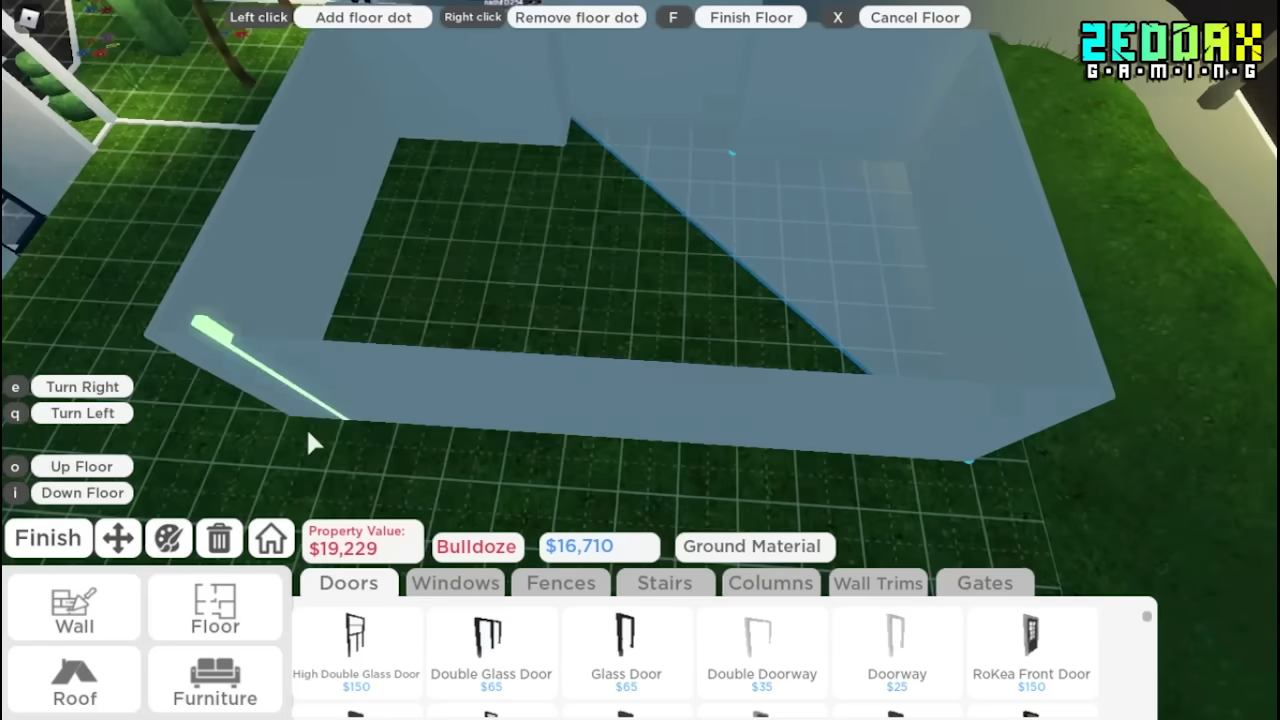 Left click Add floor dot Right click Remove floor dot F Finish Floor X Cancel Floor
ZEDDAX
G·A·M·I·N·G
e Turn Right
q Turn Left
o Up Floor
i Down Floor
Finish
Property Value:
$19,229
Bulldoze
$16,710
Ground Material
Wall
Floor
Roof
Furniture
Doors Windows Fences Stairs Columns Wall Trims Gates
High Double Glass Door
$150
Double Glass Door
$65
Glass Door
$65
Double Doorway
$35
Doorway
$25
RoKea Front Door
$150